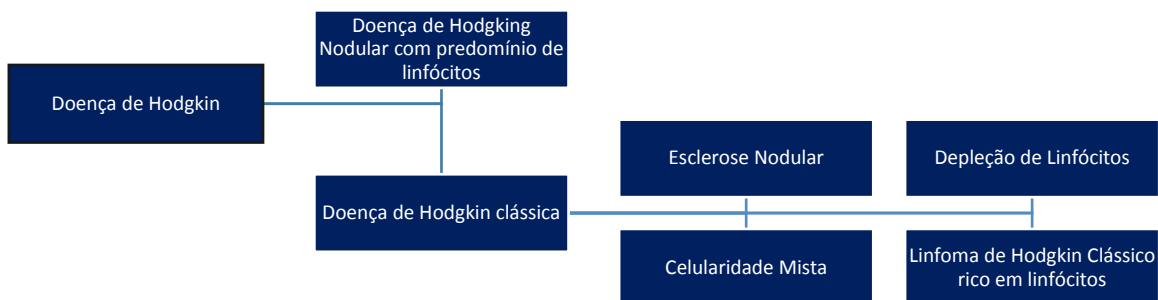 Doença de Hodgking
Nodular com predomínio de
linfócitos
Doença de Hodgkin
Esclerose Nodular
Depleção de Linfócitos
Doença de Hodgkin clássica
Celularidade Mista
Linfoma de Hodgkin Clássico
rico em linfócitos